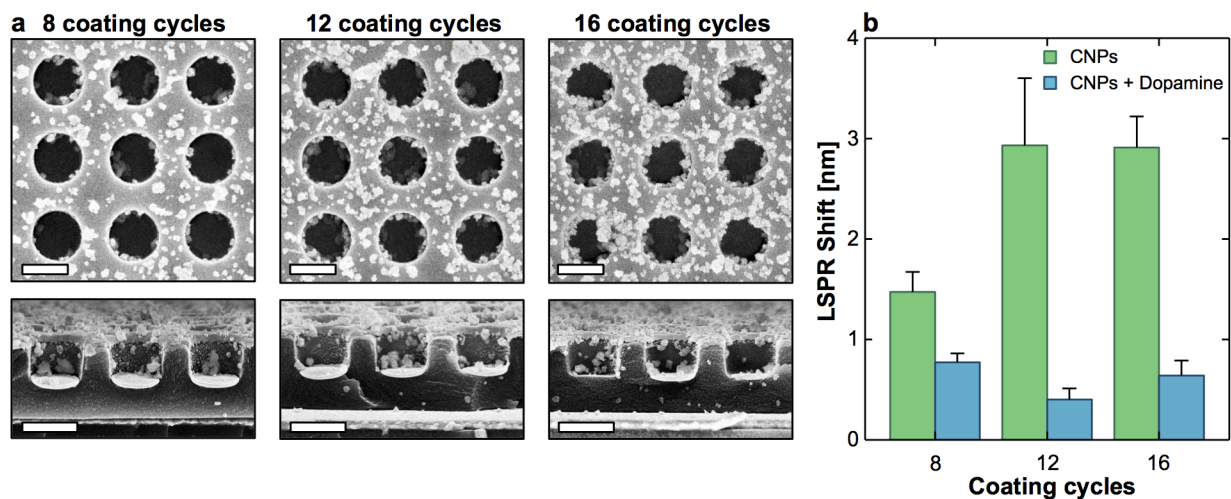 a 8 coating cycles 12 coating cycles 16 coating cycles
b
4
3
2
1
0
LSPR Shift [nm]
CNPs
CNPs + Dopamine
8 12 16
Coating cycles